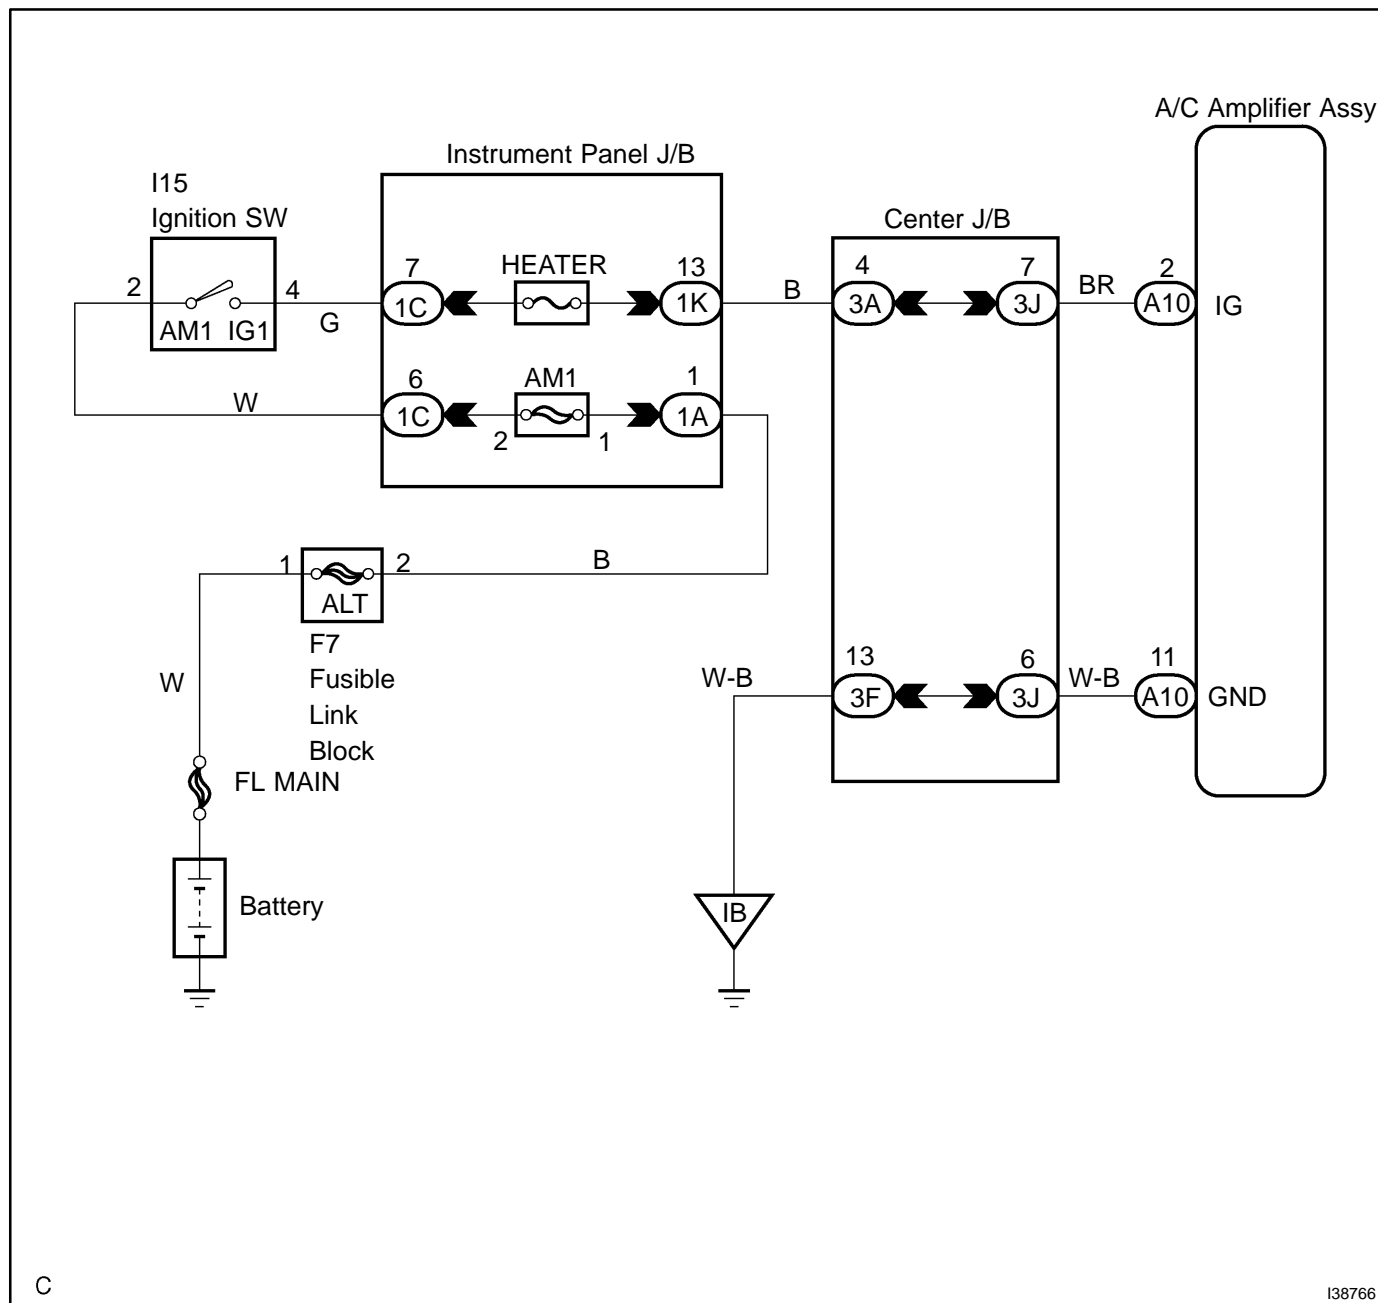 A/C Amplifier Assy
Instrument Panel J/B
I15
Ignition SW
Center J/B
7
HEATER
13
4
7
2
2
4
1C
1K
B
3A
3J
BR
A10
IG
AM1 IG1
G
6
AM1
1
W
1C
1A
2
1
1
2
B
ALT
F7
Fusible
Link
Block
W
13
6
11
W-B
3F
3J
W-B
A10
GND
FL MAIN
Battery
IB
C
I38766